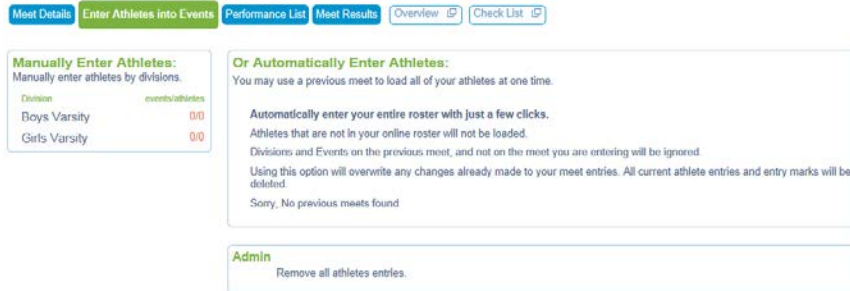 Meet Details Enter Athletes into Events Performance List Meet Results Overview Check List
Manually Enter Athletes:
Manually enter athletes by divisions.
Division events/athletes
Boys Varsity 0/0
Girls Varsity 0/0
Or Automatically Enter Athletes:
You may use a previous meet to load all of your athletes at one time.
Automatically enter your entire roster with just a few clicks.
Athletes that are not in your online roster will not be loaded.
Divisions and Events on the previous meet, and not on the meet you are entering will be ignored.
Using this option will overwrite any changes already made to your meet entries. All current athlete entries and entry marks will be
deleted.
Sorry, No previous meets found
Admin
Remove all athletes entries.